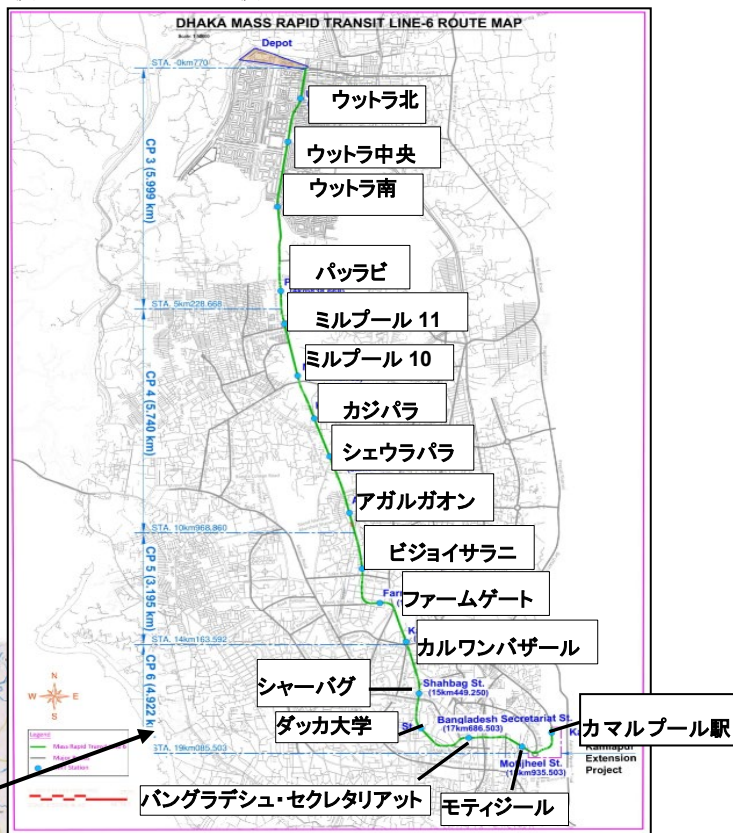 DHAKA MASS RAPID TRANSIT LINE-6 ROUTE MAP
Depot
STA. -0km770
ウットラ北
ウットラ中央
CP 3 (5.999 km)
ウットラ南
パッラビ
STA. 5km228.668
ミルプール 11
ミルプール 10
カジパラ
CP 4 (5.740 km)
シェウラパラ
アガルガオン
STA. 10km968.860
ビジョイサラニ
CP 5 (3.195 km)
ファームゲート
カルワンバザール
STA. 14km163.592
シャーバグ
Shahbag St.
(15km449.250)
CP 6 (4.922 k
N
W E
S
ダッカ大学
St.
Bangladesh Secretariat St.
(17km686.503)
カマルプール駅
Legend
STA. 19km085.503
Extension
Project
バングラデシュ・セクレタリアット
モティジール